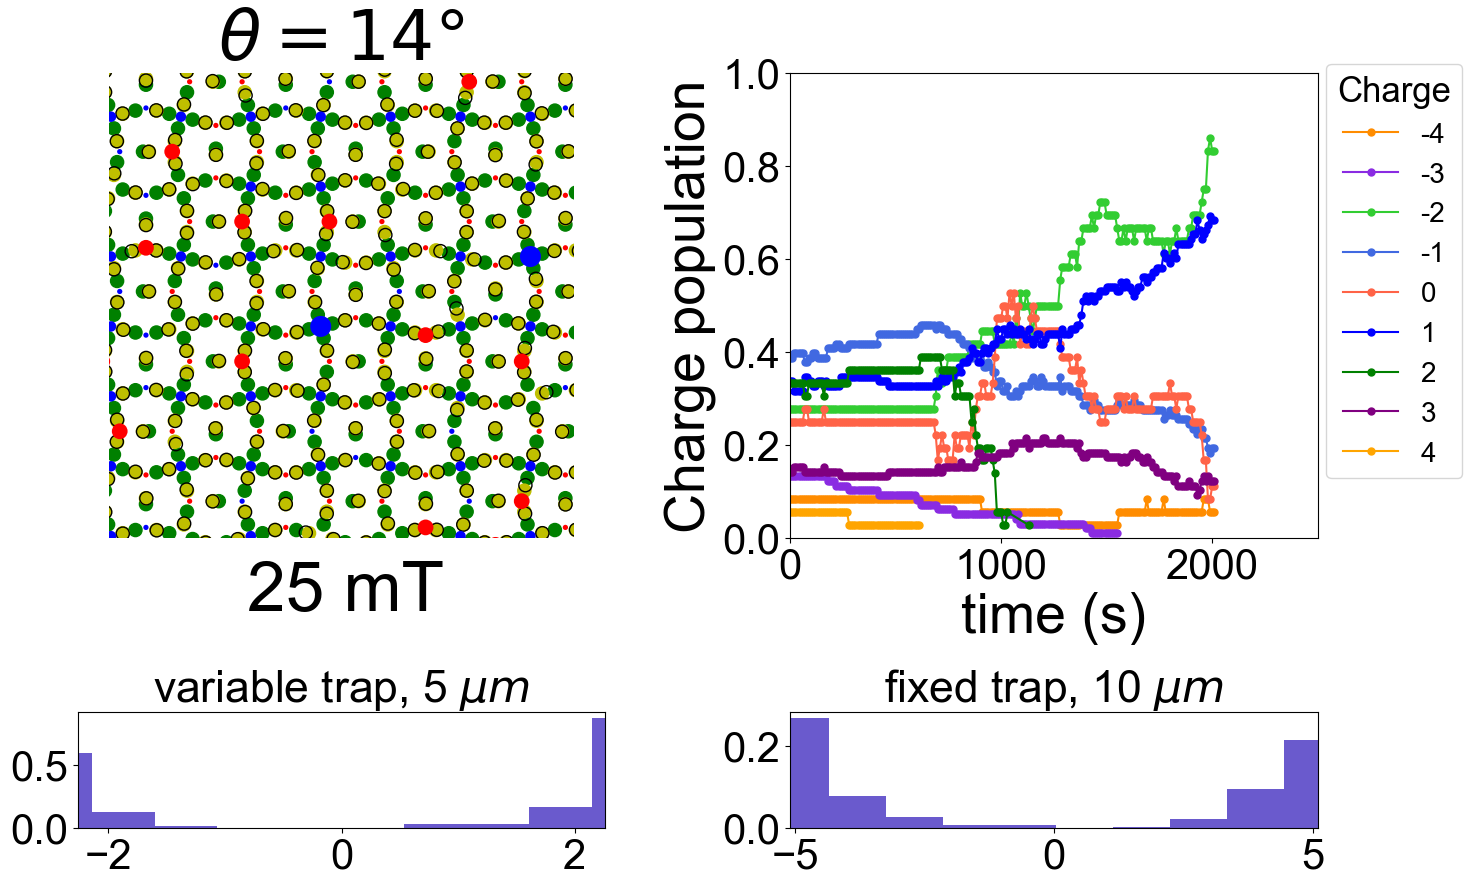 θ = 14°
25 mT
Charge population
1.0
0.8
0.6
0.4
0.2
0.0
0 1000 2000
time (s)
Charge
-4
-3
-2
-1
0
1
2
3
4
variable trap, 5 μm
0.5
0.0
−2 0 2
fixed trap, 10 μm
0.2
0.0
−5 0 5